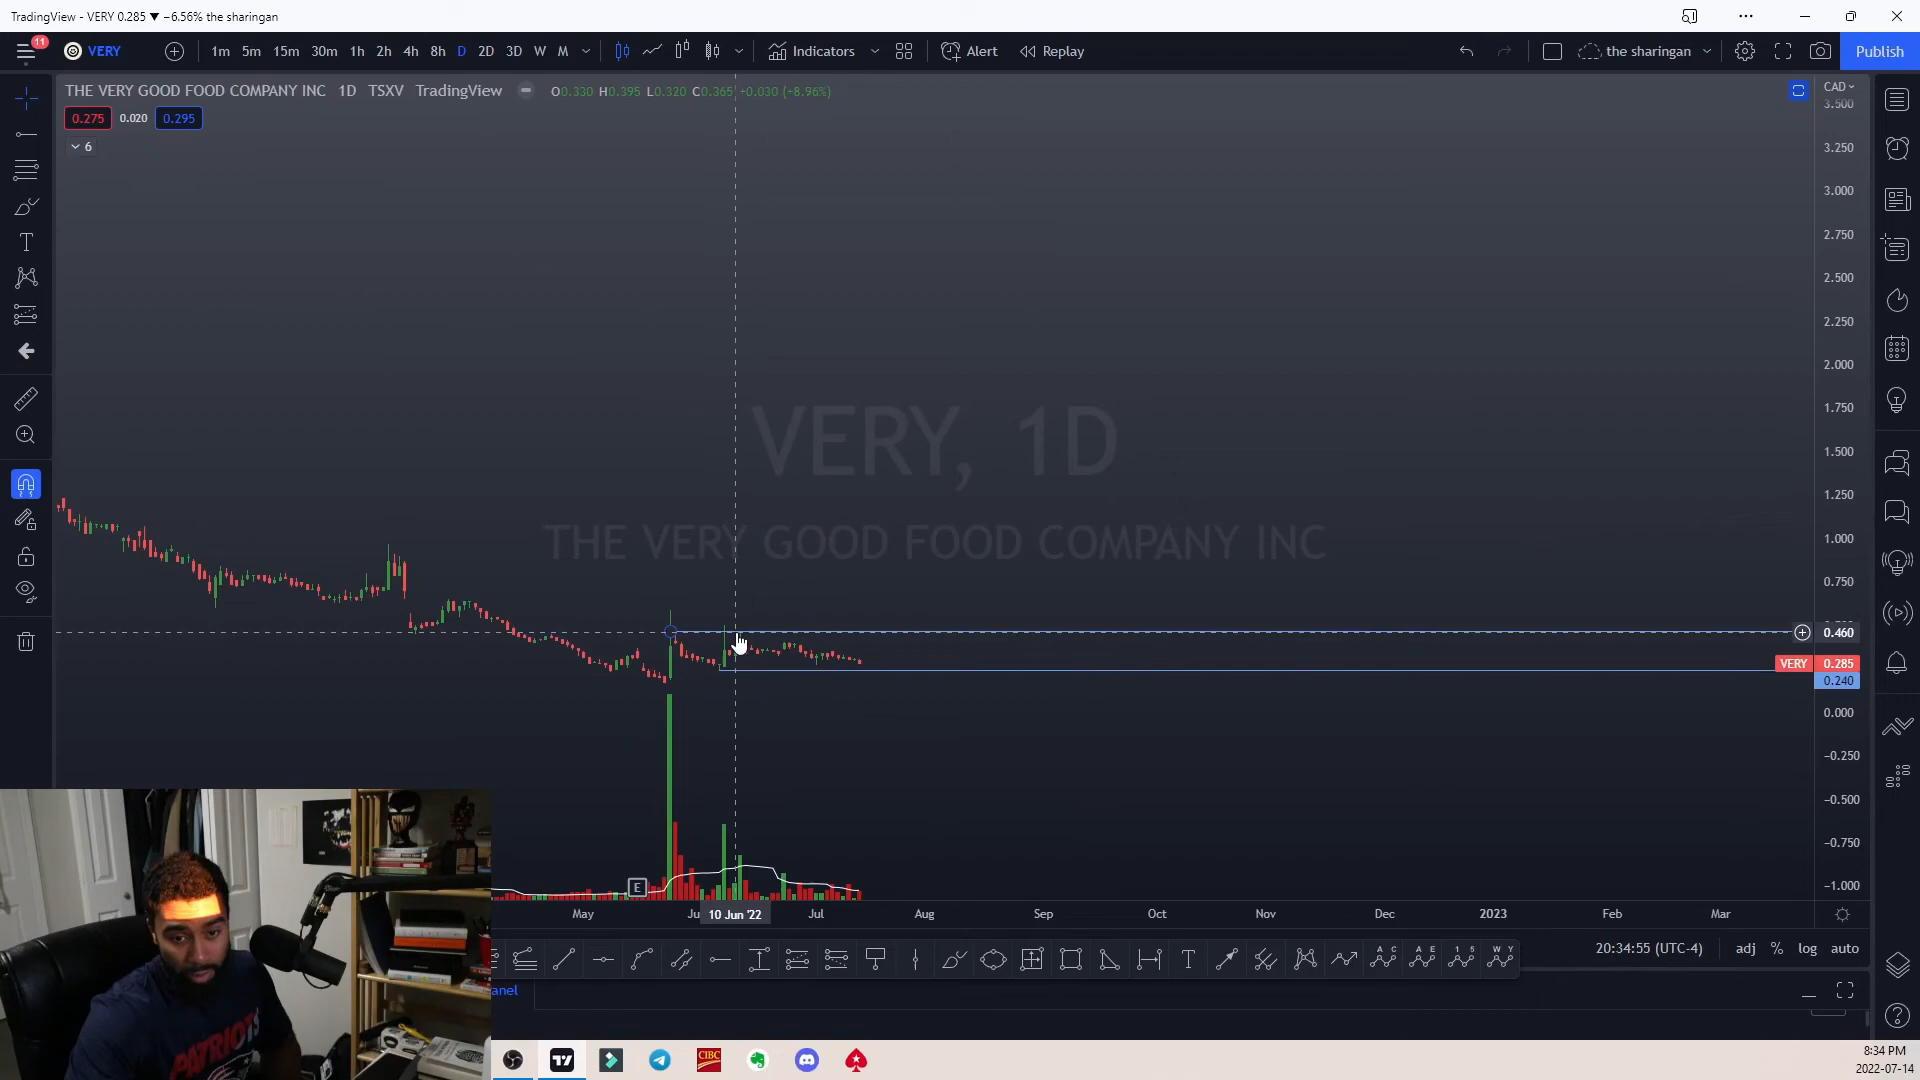 TradingView - VERY 0.285 ▼ −6.56% the sharingan
11
VERY
1m 5m 15m 30m 1h 2h 4h 8h D 2D 3D W M
Indicators
Alert
Replay
the sharingan
Publish
THE VERY GOOD FOOD COMPANY INC 1D TSXV TradingView
O0.330 H0.395 L0.320 C0.365 +0.030 (+8.96%)
CAD
0.275 0.020 0.295
6
3.500
3.250
3.000
2.750
2.500
2.250
2.000
1.750
1.500
1.250
1.000
0.750
0.460
VERY 0.285
0.240
0.000
−0.250
−0.500
−0.750
−1.000
VERY, 1D
THE VERY GOOD FOOD COMPANY INC
E
May Ju 10 Jun '22 Jul Aug Sep Oct Nov Dec 2023 Feb Mar
20:34:55 (UTC-4) adj % log auto
anel
PATRIOTS
CIBC
8:34 PM
2022-07-14